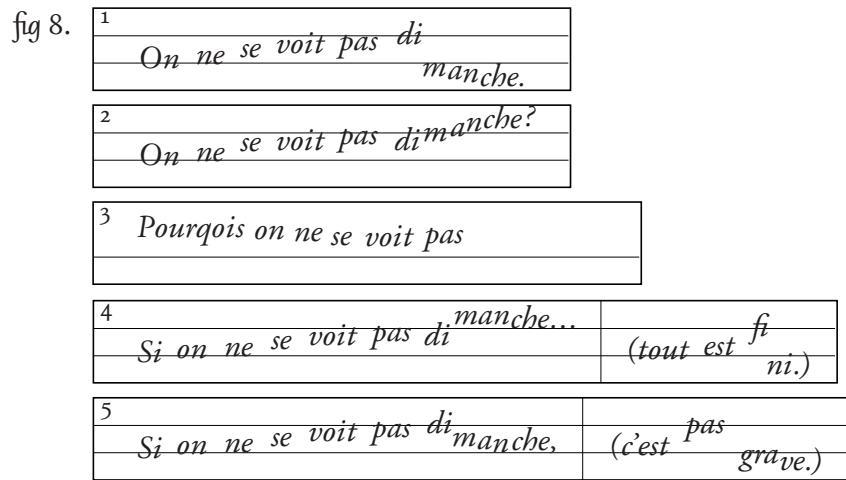 fig 8.
1
On ne se voit pas di manche.
2
On ne se voit pas dimanche?
3
Pourqois on ne se voit pas
4
Si on ne se voit pas dimanche... (tout est fi ni.)
5
Si on ne se voit pas dimanche, (c'est pas grave.)